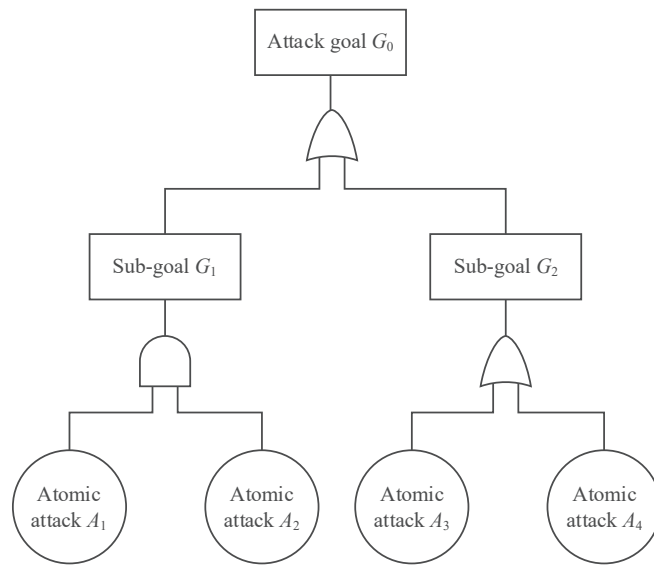 Attack goal G₀
Sub-goal G₁
Sub-goal G₂
Atomic
attack A₁
Atomic
attack A₂
Atomic
attack A₃
Atomic
attack A₄